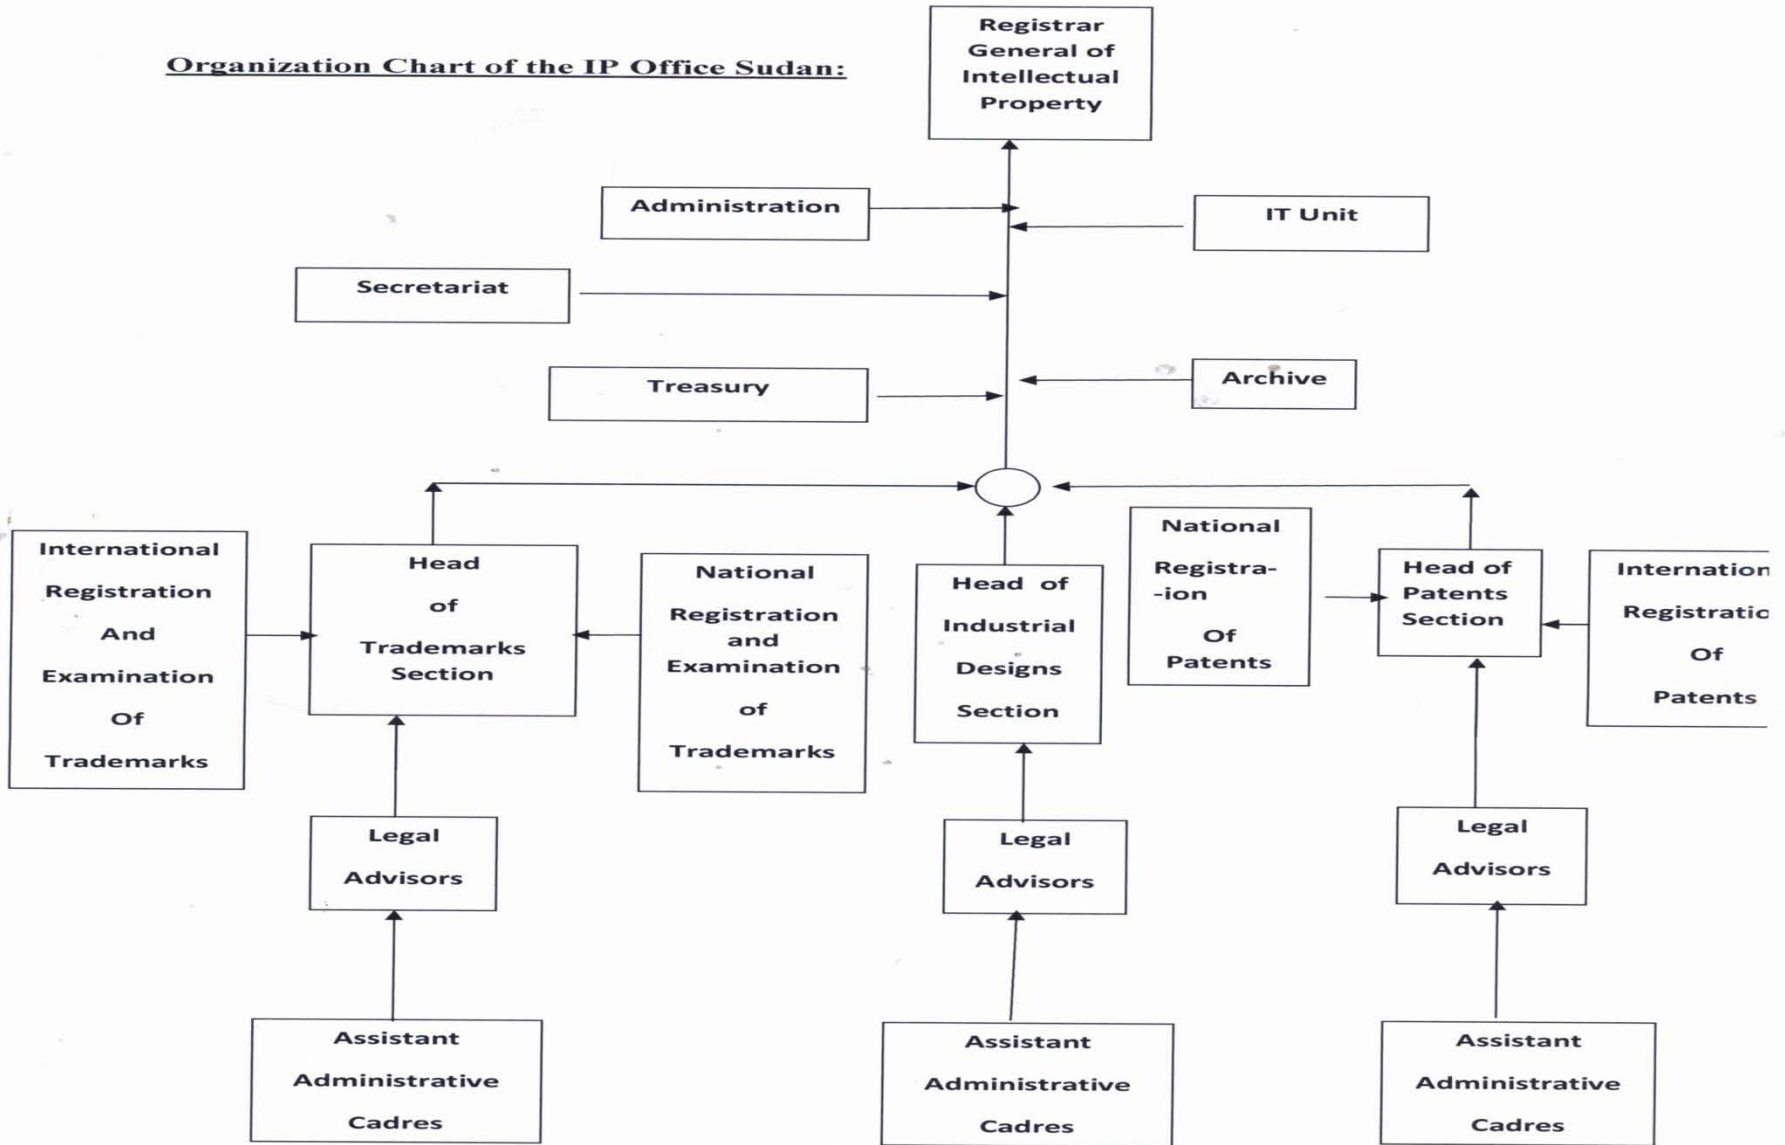 Organization Chart of the IP Office Sudan:
Registrar
General of
Intellectual
Property
Administration
IT Unit
Secretariat
Treasury
Archive
International
Registration
And
Examination
Of
Trademarks
Head
of
Trademarks
Section
National
Registration
and
Examination
of
Trademarks
Head of
Industrial
Designs
Section
National
Registra-
-ion
Of
Patents
Head of
Patents
Section
Internation
Registratio
Of
Patents
Legal
Advisors
Legal
Advisors
Legal
Advisors
Assistant
Administrative
Cadres
Assistant
Administrative
Cadres
Assistant
Administrative
Cadres